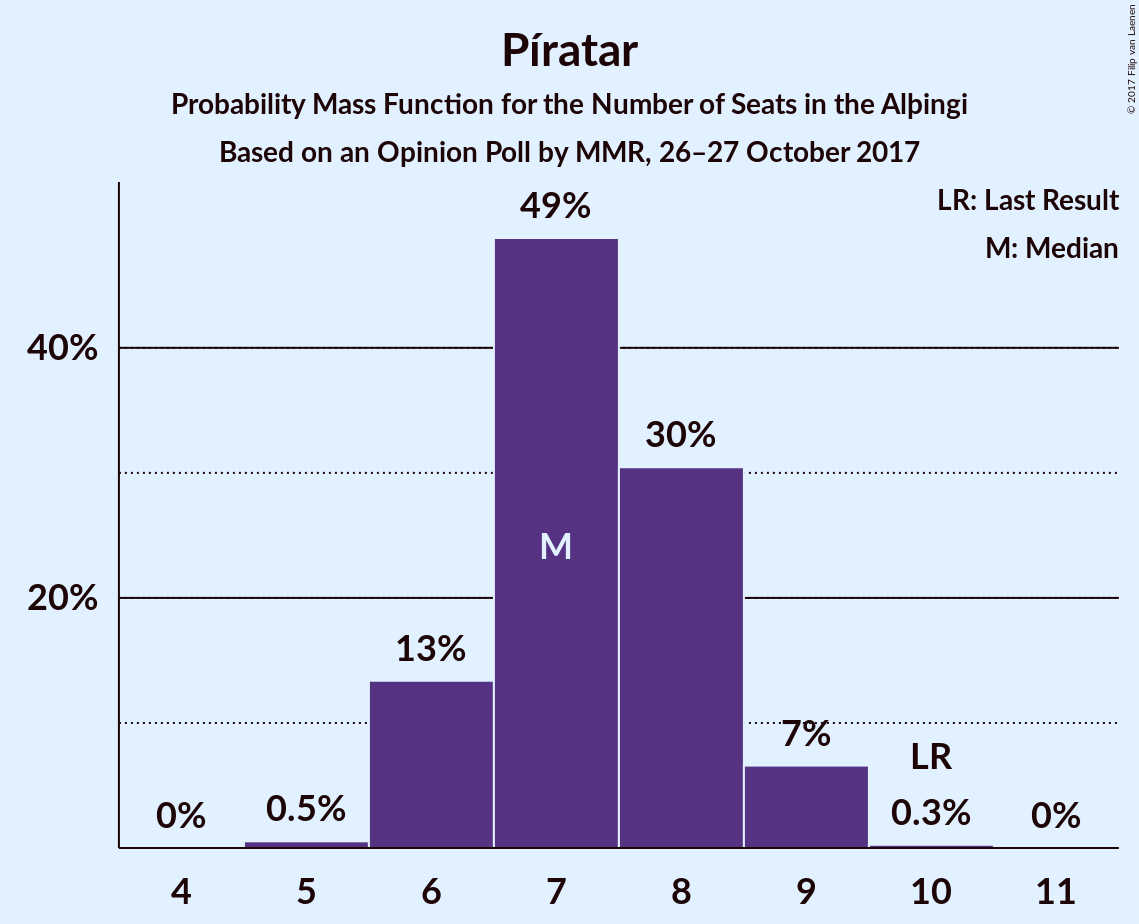 Píratar
Probability Mass Function for the Number of Seats in the Alþingi
Based on an Opinion Poll by MMR, 26–27 October 2017
© 2017 Filip van Laenen
LR: Last Result
M: Median
49%
40%
30%
M
20%
13%
7%
LR
0%
0.5%
0.3%
0%
4 5 6 7 8 9 10 11